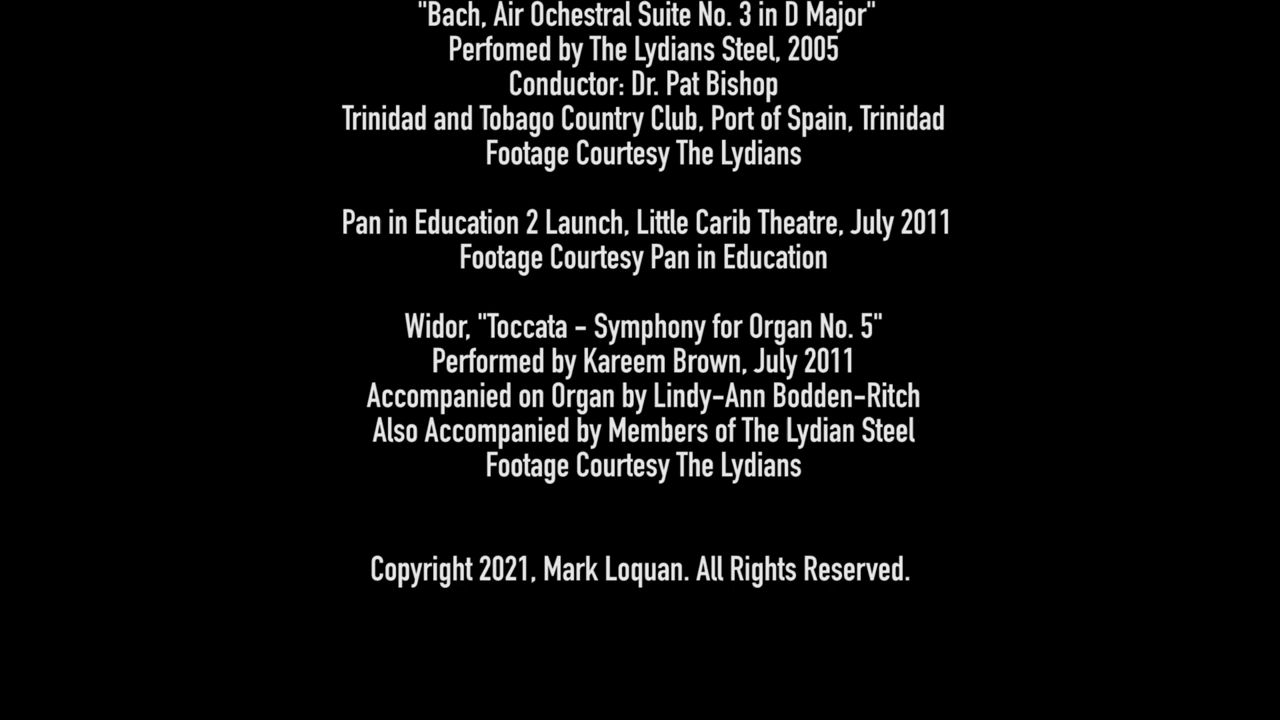 "Bach, Air Ochestral Suite No. 3 in D Major"
Perfomed by The Lydians Steel, 2005
Conductor: Dr. Pat Bishop
Trinidad and Tobago Country Club, Port of Spain, Trinidad
Footage Courtesy The Lydians
Pan in Education 2 Launch, Little Carib Theatre, July 2011
Footage Courtesy Pan in Education
Widor, "Toccata - Symphony for Organ No. 5"
Performed by Kareem Brown, July 2011
Accompanied on Organ by Lindy-Ann Bodden-Ritch
Also Accompanied by Members of The Lydian Steel
Footage Courtesy The Lydians
Copyright 2021, Mark Loquan. All Rights Reserved.